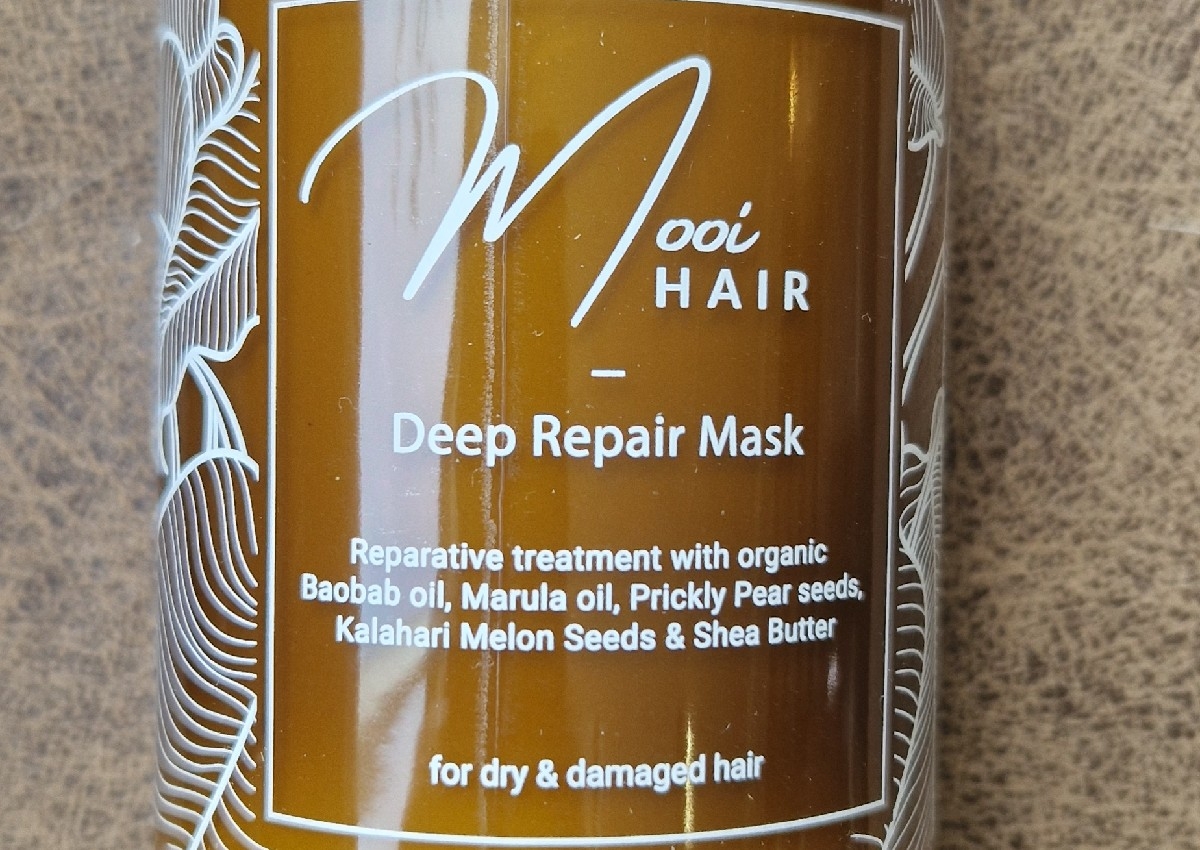 Mooi
HAIR
Deep Repair Mask
Reparative treatment with organic
Baobab oil, Marula oil, Prickly Pear seeds,
Kalahari Melon Seeds & Shea Butter
for dry & damaged hair